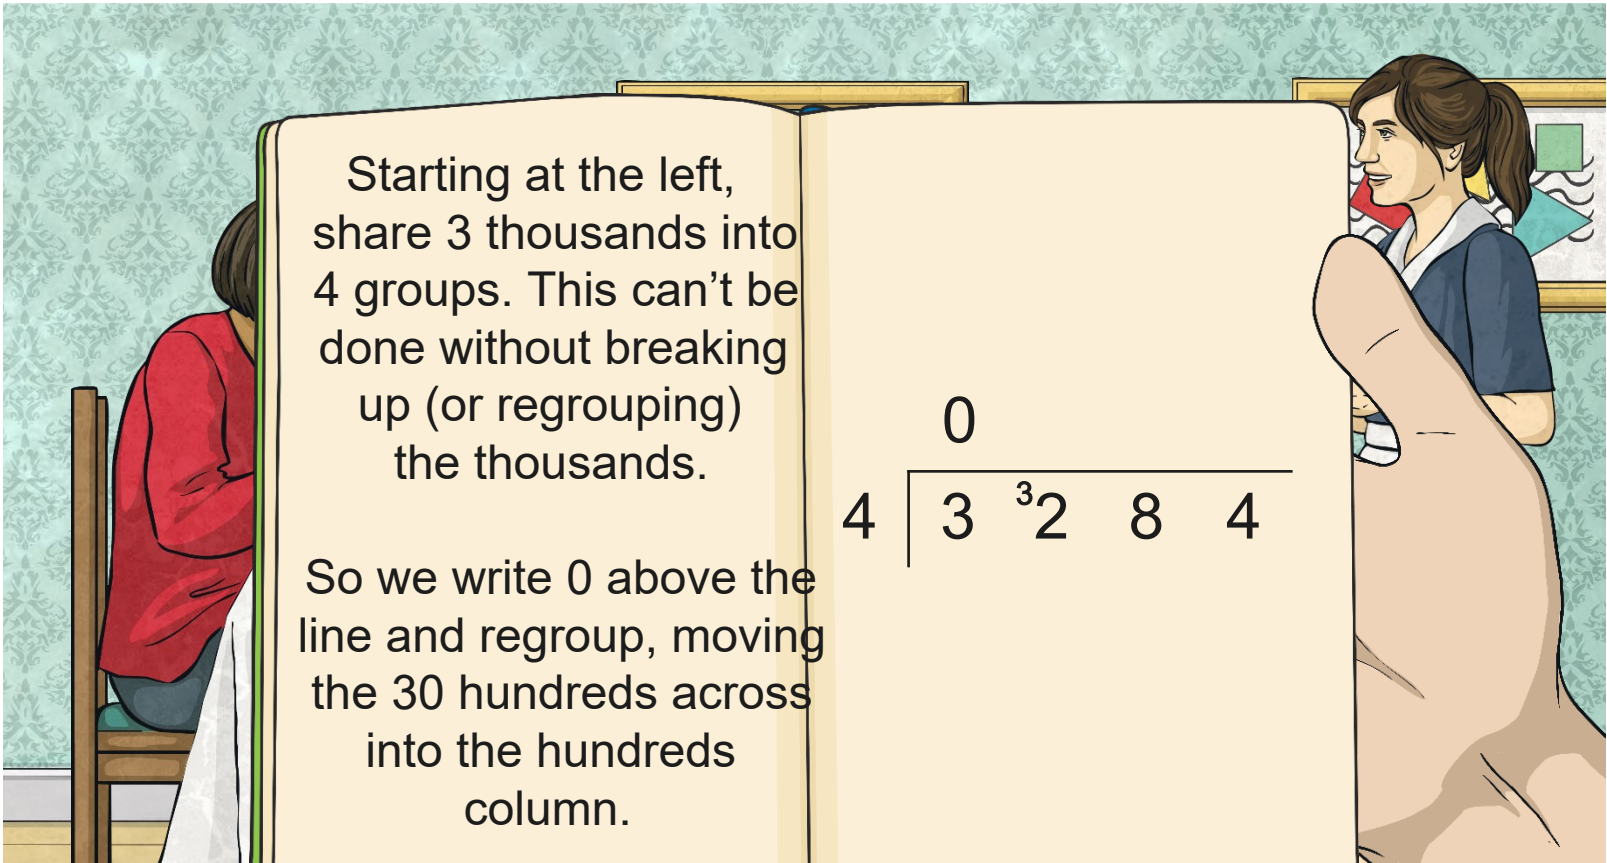 Starting at the left,
share 3 thousands into
4 groups. This can’t be
done without breaking
up (or regrouping)
the thousands.
So we write 0 above the
line and regroup, moving
the 30 hundreds across
into the hundreds
column.
0
4 3 ³2 8 4